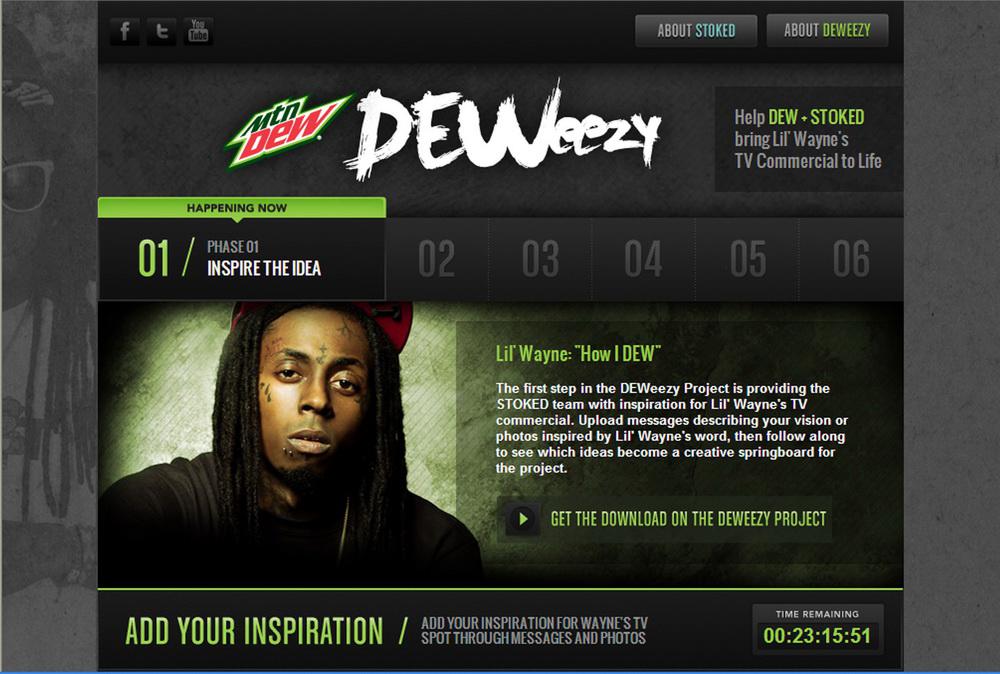 f t You Tube
ABOUT STOKED
ABOUT DEWEEZY
Mtn
DEW
DEWeezy
Help DEW + STOKED
bring Lil' Wayne's
TV Commercial to Life
HAPPENING NOW
01 /
PHASE 01
INSPIRE THE IDEA
02 03 04 05 06
Lil' Wayne: "How I DEW"
The first step in the DEWeezy Project is providing the
STOKED team with inspiration for Lil' Wayne's TV
commercial. Upload messages describing your vision or
photos inspired by Lil' Wayne's word, then follow along
to see which ideas become a creative springboard for
the project.
GET THE DOWNLOAD ON THE DEWEEZY PROJECT
ADD YOUR INSPIRATION /
ADD YOUR INSPIRATION FOR WAYNE'S TV
SPOT THROUGH MESSAGES AND PHOTOS
TIME REMAINING
00:23:15:51